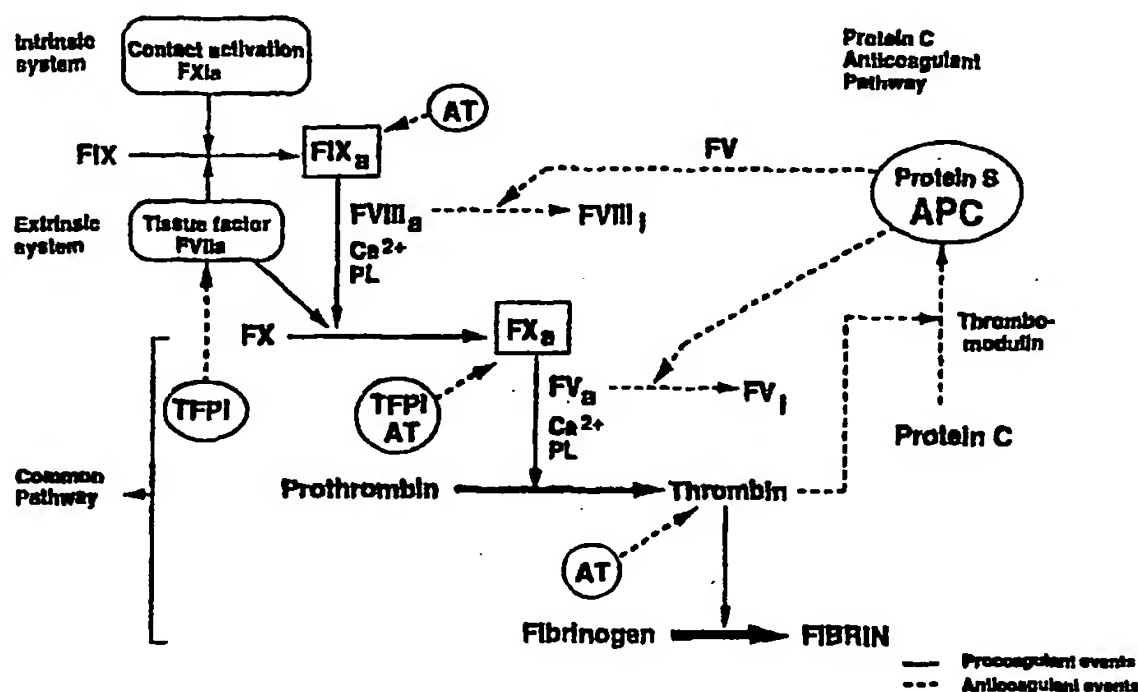 Intrinsic
system
Contact activation
FXIa
Protein C
Anticoagulant
Pathway
AT
FIX
FIXa
FV
Protein S
APC
FVIIIa
FVIIIi
Ca2+
PL
Extrinsic
system
Tissue factor
FVIIa
FX
FXa
Thrombo-
modulin
TFPI
TFPI
AT
FVa
FVi
Ca2+
PL
Protein C
Common
Pathway
Prothrombin
Thrombin
AT
Fibrinogen
FIBRIN
Procoagulant events
Anticoagulant events